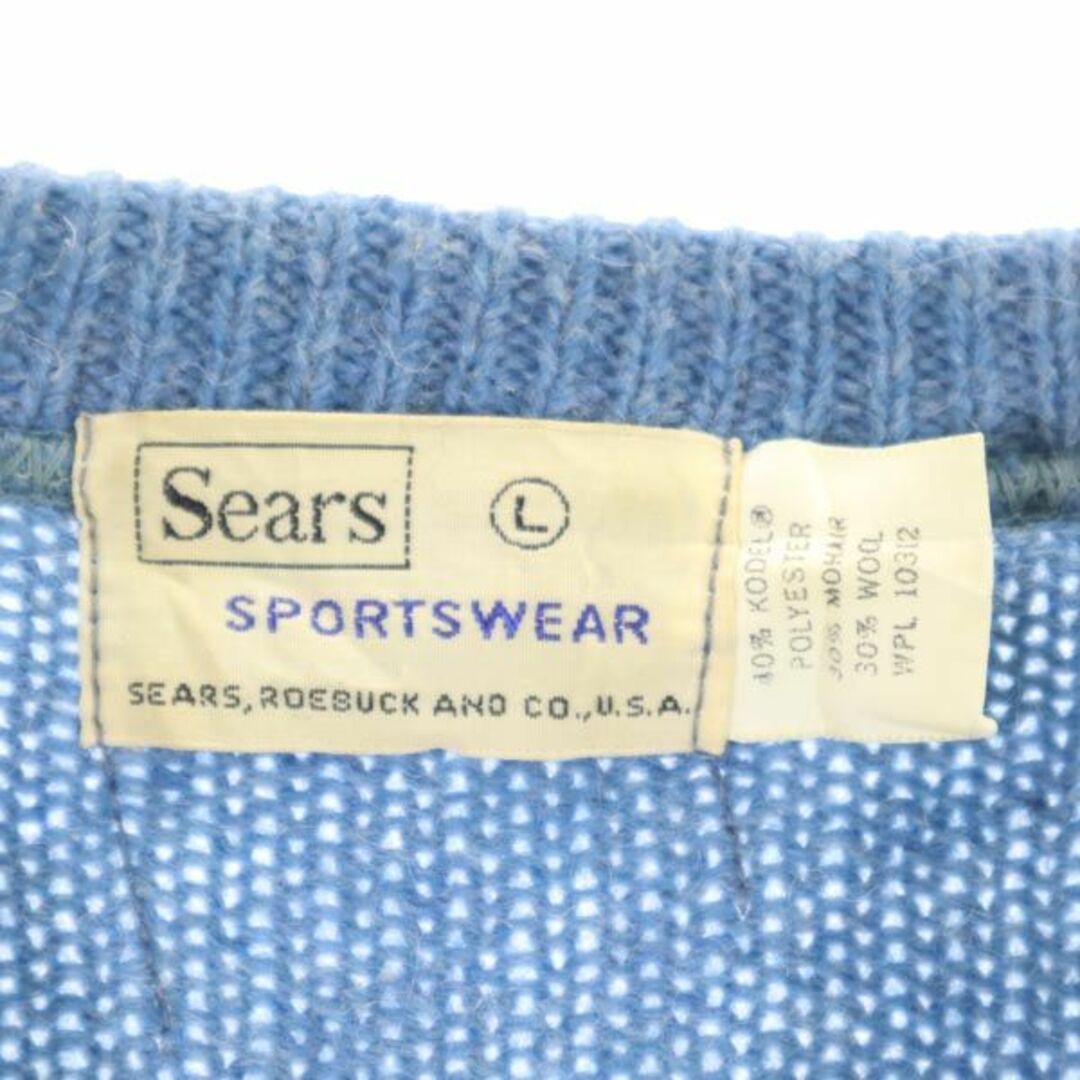 Sears
L
SPORTSWEAR
SEARS, ROEBUCK AND CO., U.S.A.
40% KODEL®
POLYESTER
30% MOHAIR
30% WOOL
WPL 10312